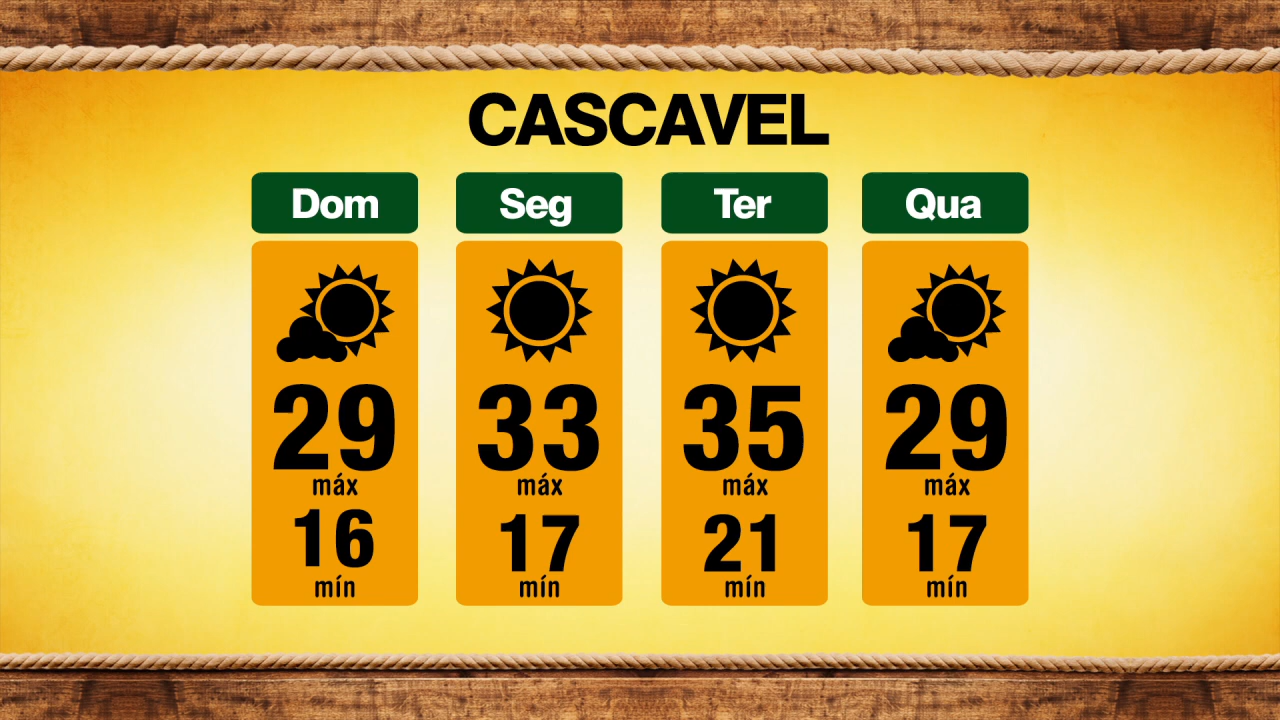 CASCAVEL
Dom Seg Ter Qua
29 33 35 29
máx máx máx máx
16 17 21 17
mín mín mín mín